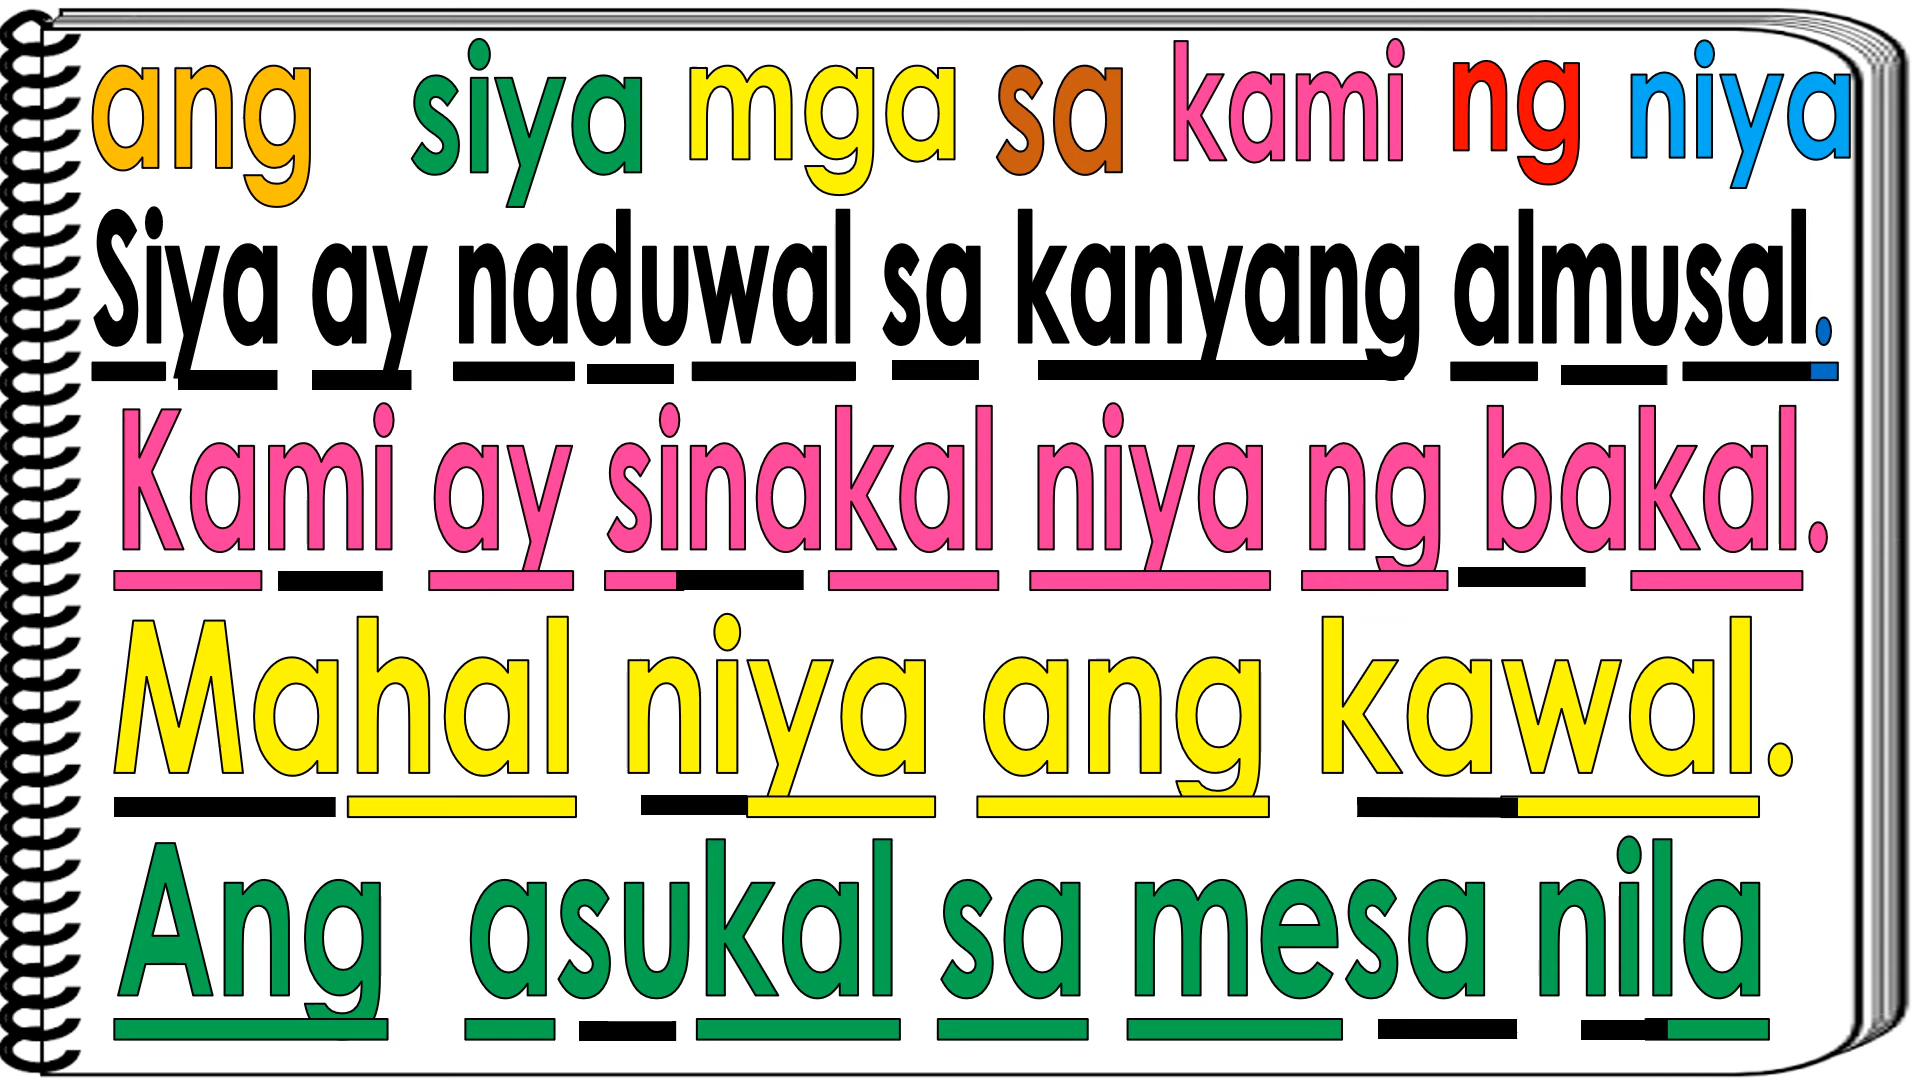 ang siya mga sa kami ng niya
Siya ay naduwal sa kanyang almusal.
Kami ay sinakal niya ng bakal.
Mahal niya ang kawal.
Ang asukal sa mesa nila